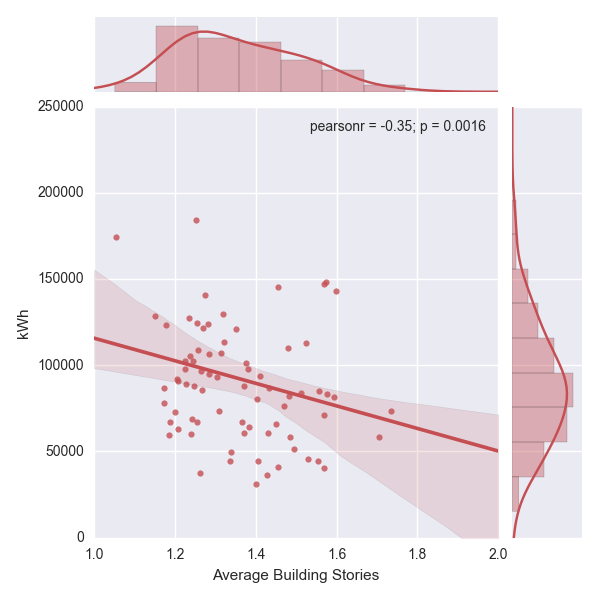 pearsonr = -0.35; p = 0.0016
250000
200000
150000
100000
50000
0
kWh
1.0 1.2 1.4 1.6 1.8 2.0
Average Building Stories